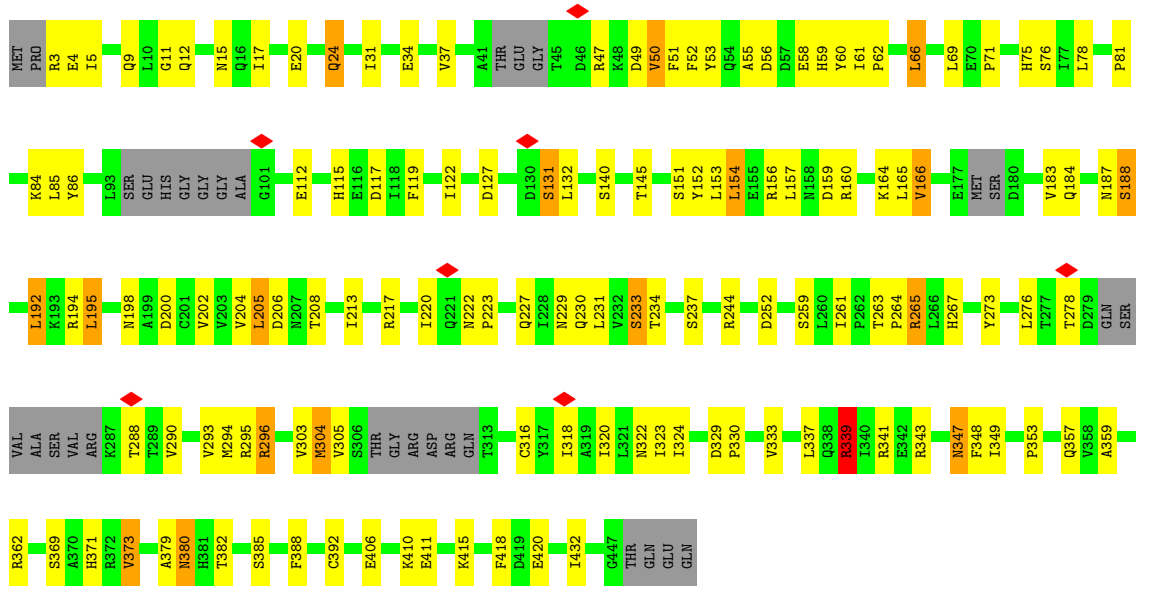 MET PRO R3 E4 I5 Q9 L10 G11 Q12 N15 Q16 I17 E20 Q24 I31 E34 V37 A41 THR GLU GLY T45 D46 R47 K48 D49 V50 F51 F52 Y53 Q54 A55 D56 D57 E58 H59 Y60 I61 P62 L66 L69 E70 P71 H75 S76 I77 L78 P81
K84 L85 Y86 L93 SER GLU HIS GLY GLY GLY ALA G101 E112 H115 E116 D117 I118 F119 I122 D127 D130 S131 L132 S140 T145 S151 Y152 L153 L154 E155 R156 L157 N158 D159 R160 K164 L165 V166 E177 MET SER D180 V183 Q184 N187 S188
L192 K193 R194 L195 N198 A199 D200 C201 V202 V203 V204 L205 D206 N207 T208 I213 R217 I220 Q221 N222 P223 Q227 I228 N229 Q230 L231 V232 S233 T234 S237 R244 D252 S259 L260 I261 P262 T263 P264 R265 L266 H267 Y273 L276 T277 T278 D279 GLN SER
VAL ALA SER VAL ARG K287 T288 T289 V290 V293 M294 R295 R296 V303 M304 V305 S306 THR GLY ARG ASP ARG GLN T313 C316 Y317 I318 A319 I320 L321 N322 I323 I324 D329 P330 V333 L337 Q338 R339 I340 R341 E342 R343 N347 F348 I349 P353 Q357 V358 A359
R362 S369 A370 H371 R372 V373 A379 N380 H381 T382 S385 F388 C392 E406 K410 E411 K415 F418 D419 E420 I432 G447 THR GLN GLU GLN